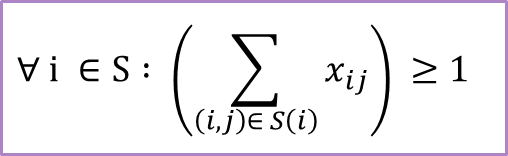 ∀ i ∈ S : (∑_{(i,j)∈ S(i)} x_{ij}) ≥ 1